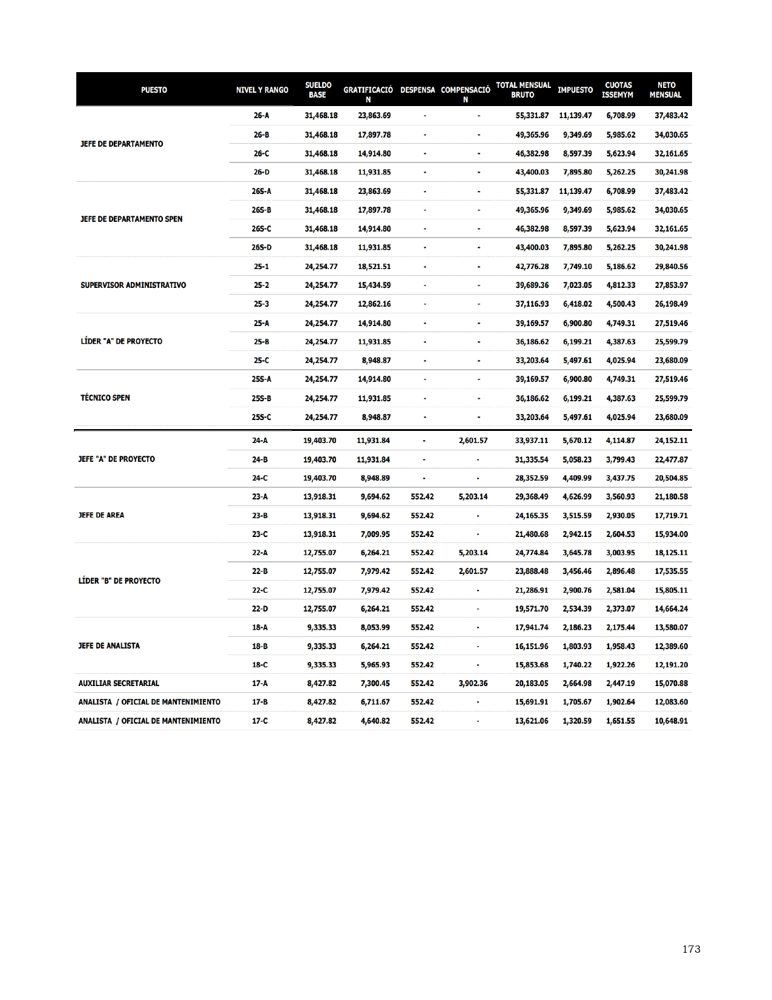 PUESTO NIVEL Y RANGO SUELDO BASE GRATIFICACIÓN DESPENSA COMPENSACIÓN TOTAL MENSUAL BRUTO IMPUESTO CUOTAS ISSEMYM NETO MENSUAL
JEFE DE DEPARTAMENTO
26-A 31,468.18 23,863.69 - - 55,331.87 11,139.47 6,708.99 37,483.42
26-B 31,468.18 17,897.78 - - 49,365.96 9,349.69 5,985.62 34,030.65
26-C 31,468.18 14,914.80 - - 46,382.98 8,597.39 5,623.94 32,161.65
26-D 31,468.18 11,931.85 - - 43,400.03 7,895.80 5,262.25 30,241.98
JEFE DE DEPARTAMENTO SPEN
26S-A 31,468.18 23,863.69 - - 55,331.87 11,139.47 6,708.99 37,483.42
26S-B 31,468.18 17,897.78 - - 49,365.96 9,349.69 5,985.62 34,030.65
26S-C 31,468.18 14,914.80 - - 46,382.98 8,597.39 5,623.94 32,161.65
26S-D 31,468.18 11,931.85 - - 43,400.03 7,895.80 5,262.25 30,241.98
SUPERVISOR ADMINISTRATIVO
25-1 24,254.77 18,521.51 - - 42,776.28 7,749.10 5,186.62 29,840.56
25-2 24,254.77 15,434.59 - - 39,689.36 7,023.05 4,812.33 27,853.97
25-3 24,254.77 12,862.16 - - 37,116.93 6,418.02 4,500.43 26,198.49
LÍDER "A" DE PROYECTO
25-A 24,254.77 14,914.80 - - 39,169.57 6,900.80 4,749.31 27,519.46
25-B 24,254.77 11,931.85 - - 36,186.62 6,199.21 4,387.63 25,599.79
25-C 24,254.77 8,948.87 - - 33,203.64 5,497.61 4,025.94 23,680.09
TÉCNICO SPEN
25S-A 24,254.77 14,914.80 - - 39,169.57 6,900.80 4,749.31 27,519.46
25S-B 24,254.77 11,931.85 - - 36,186.62 6,199.21 4,387.63 25,599.79
25S-C 24,254.77 8,948.87 - - 33,203.64 5,497.61 4,025.94 23,680.09
JEFE "A" DE PROYECTO
24-A 19,403.70 11,931.84 - 2,601.57 33,937.11 5,670.12 4,114.87 24,152.11
24-B 19,403.70 11,931.84 - - 31,335.54 5,058.23 3,799.43 22,477.87
24-C 19,403.70 8,948.89 - - 28,352.59 4,409.99 3,437.75 20,504.85
JEFE DE AREA
23-A 13,918.31 9,694.62 552.42 5,203.14 29,368.49 4,626.99 3,560.93 21,180.58
23-B 13,918.31 9,694.62 552.42 - 24,165.35 3,515.59 2,930.05 17,719.71
23-C 13,918.31 7,009.95 552.42 - 21,480.68 2,942.15 2,604.53 15,934.00
LÍDER "B" DE PROYECTO
22-A 12,755.07 6,264.21 552.42 5,203.14 24,774.84 3,645.78 3,003.95 18,125.11
22-B 12,755.07 7,979.42 552.42 2,601.57 23,888.48 3,456.46 2,896.48 17,535.55
22-C 12,755.07 7,979.42 552.42 - 21,286.91 2,900.76 2,581.04 15,805.11
22-D 12,755.07 6,264.21 552.42 - 19,571.70 2,534.39 2,373.07 14,664.24
JEFE DE ANALISTA
18-A 9,335.33 8,053.99 552.42 - 17,941.74 2,186.23 2,175.44 13,580.07
18-B 9,335.33 6,264.21 552.42 - 16,151.96 1,803.93 1,958.43 12,389.60
18-C 9,335.33 5,965.93 552.42 - 15,853.68 1,740.22 1,922.26 12,191.20
AUXILIAR SECRETARIAL 17-A 8,427.82 7,300.45 552.42 3,902.36 20,183.05 2,664.98 2,447.19 15,070.88
ANALISTA / OFICIAL DE MANTENIMIENTO 17-B 8,427.82 6,711.67 552.42 - 15,691.91 1,705.67 1,902.64 12,083.60
ANALISTA / OFICIAL DE MANTENIMIENTO 17-C 8,427.82 4,640.82 552.42 - 13,621.06 1,320.59 1,651.55 10,648.91
173